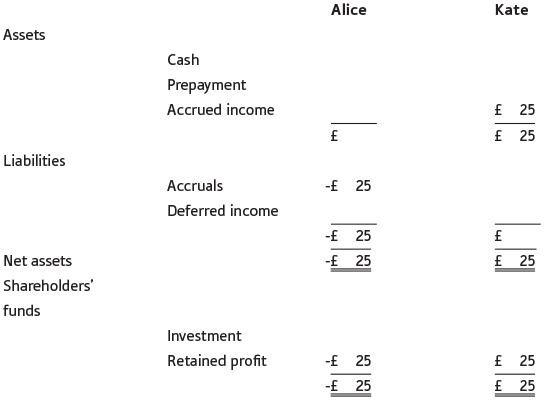 Alice Kate
Assets
Cash
Prepayment
Accrued income £ 25
£ £ 25
Liabilities
Accruals -£ 25
Deferred income
-£ 25 £
Net assets -£ 25 £ 25
Shareholders'
funds
Investment
Retained profit -£ 25 £ 25
-£ 25 £ 25